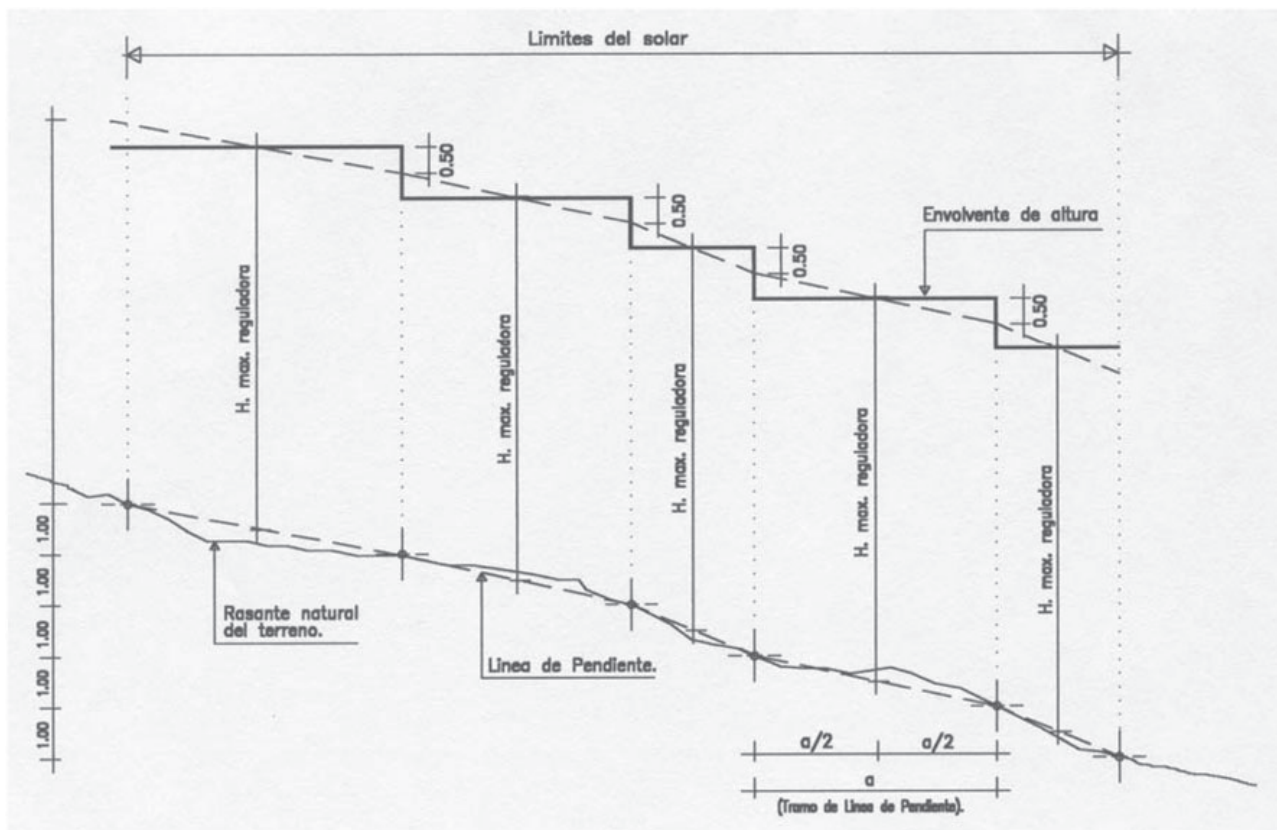 Limites del solar
0.50
0.50
0.50
0.50
Envolvente de altura
H. max. reguladora
H. max. reguladora
H. max. reguladora
H. max. reguladora
H. max. reguladora
1.00
1.00
1.00
1.00
1.00
Rasante natural
del terreno.
Linea de Pendiente.
a/2
a/2
a
(Tramo de Linea de Pendiente).